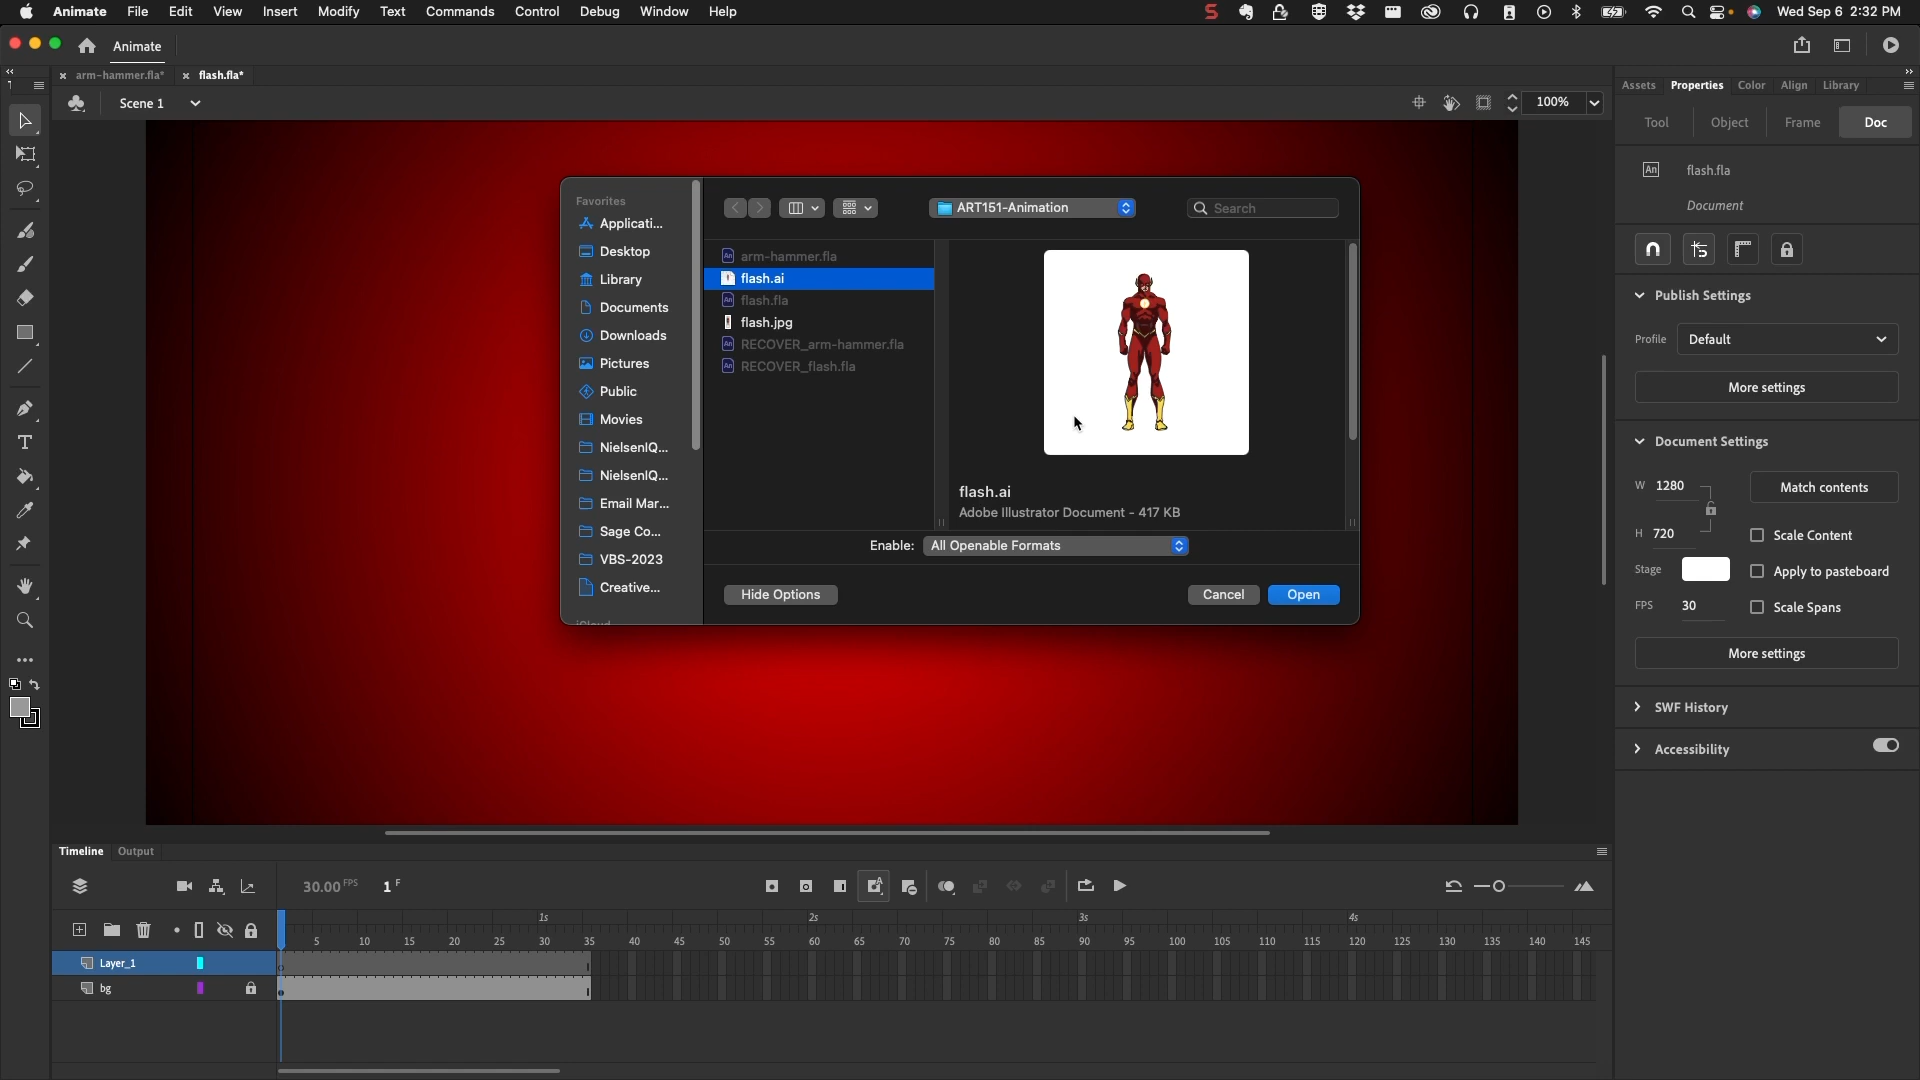 Animate File Edit View Insert Modify Text Commands Control Debug Window Help Wed Sep 6 2:32 PM
Animate
arm-hammer.fla* flash.fla*
Assets Properties Color Align Library
Scene 1 100%
Tool Object Frame Doc
An flash.fla
Document
Publish Settings
Profile Default
More settings
Document Settings
W 1280 Match contents
H 720 Scale Content
Stage Apply to pasteboard
FPS 30 Scale Spans
More settings
SWF History
Accessibility
Favorites
Applicati...
Desktop
Library
Documents
Downloads
Pictures
Public
Movies
NielsenIQ...
NielsenIQ...
Email Mar...
Sage Co...
VBS-2023
Creative...
iCloud
ART151-Animation Search
arm-hammer.fla
flash.ai
flash.fla
flash.jpg
RECOVER_arm-hammer.fla
RECOVER_flash.fla
flash.ai
Adobe Illustrator Document - 417 KB
Enable: All Openable Formats
Hide Options Cancel Open
Timeline Output
30.00 FPS 1 F
1s 2s 3s 4s
5 10 15 20 25 30 35 40 45 50 55 60 65 70 75 80 85 90 95 100 105 110 115 120 125 130 135 140 145
Layer_1
bg